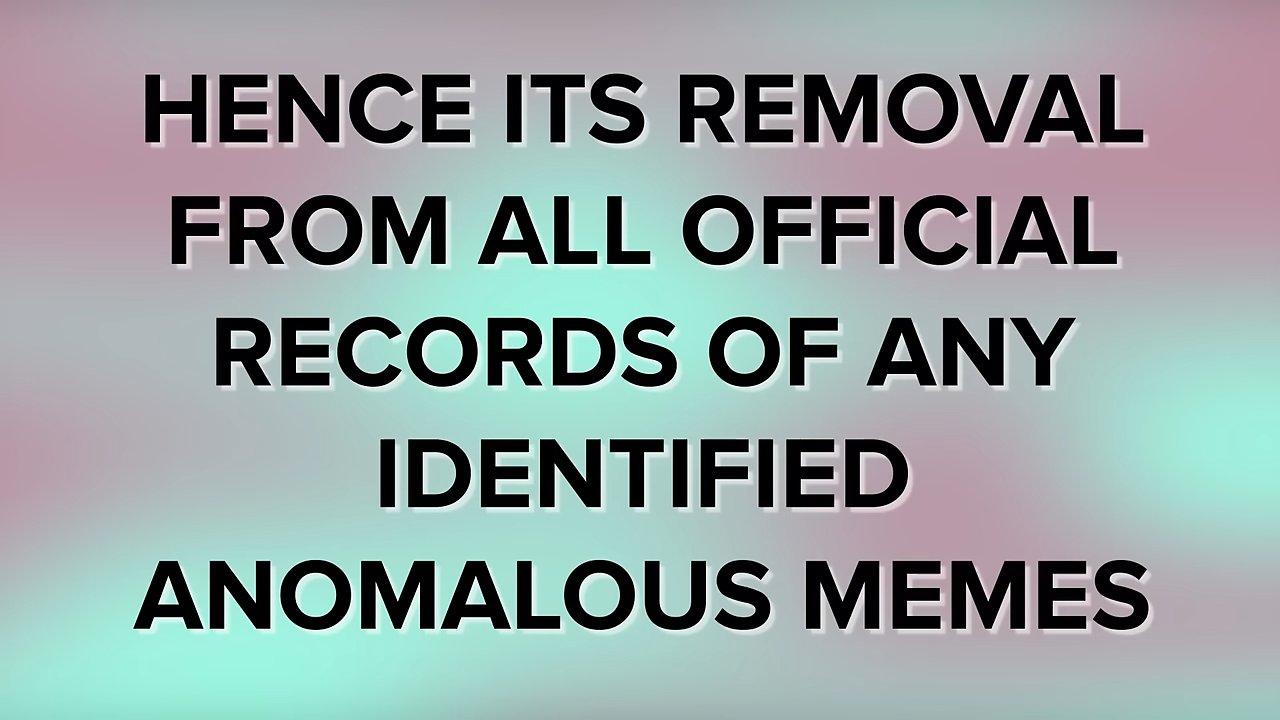 HENCE ITS REMOVAL
FROM ALL OFFICIAL
RECORDS OF ANY
IDENTIFIED
ANOMALOUS MEMES